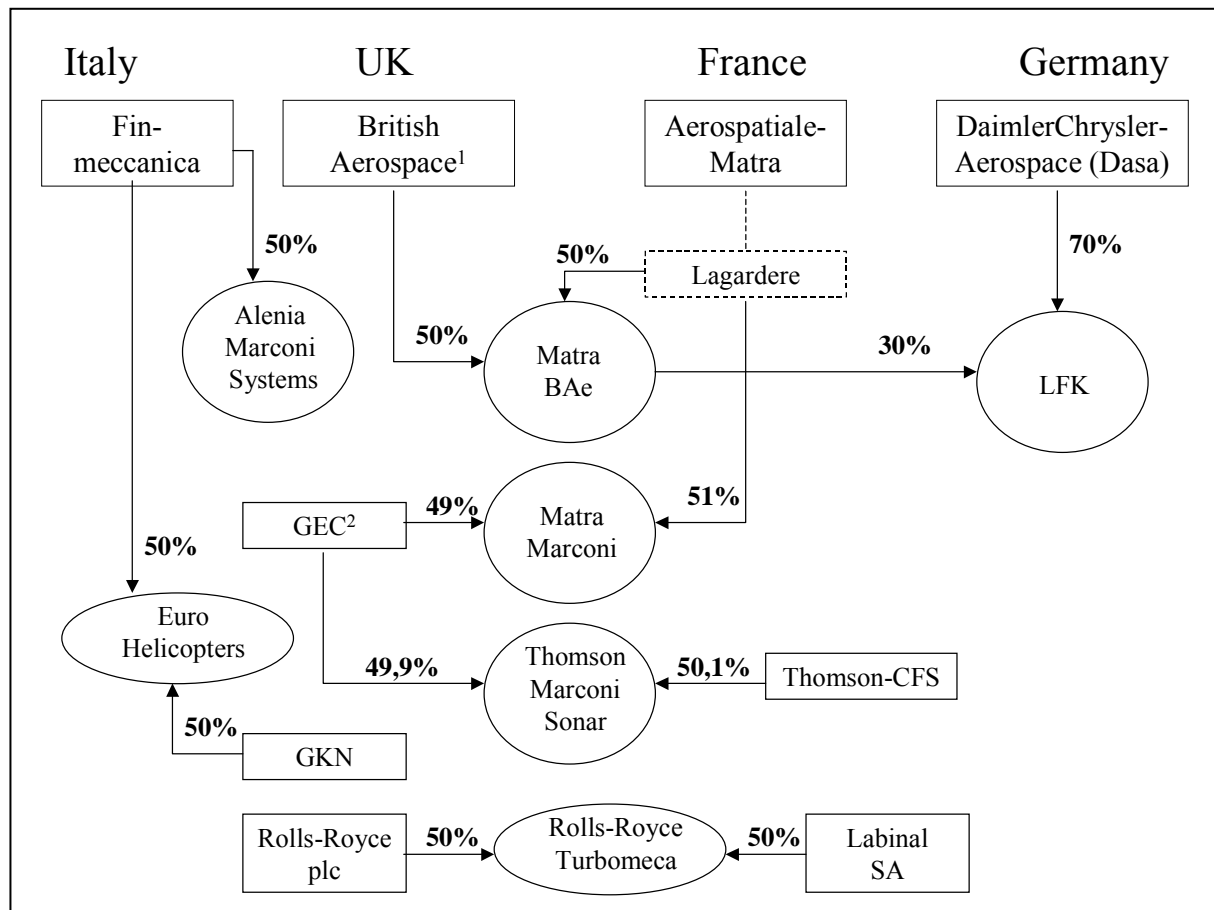 Italy
UK
France
Germany
Fin-
meccanica
British
Aerospace¹
Aerospatiale-
Matra
DaimlerChrysler-
Aerospace (Dasa)
50%
50%
Lagardere
70%
Alenia
Marconi
Systems
50%
Matra
BAe
30%
LFK
GEC²
49%
Matra
Marconi
51%
50%
Euro
Helicopters
49,9%
Thomson
Marconi
Sonar
50,1%
Thomson-CFS
50%
GKN
Rolls-Royce
plc
50%
Rolls-Royce
Turbomeca
50%
Labinal
SA